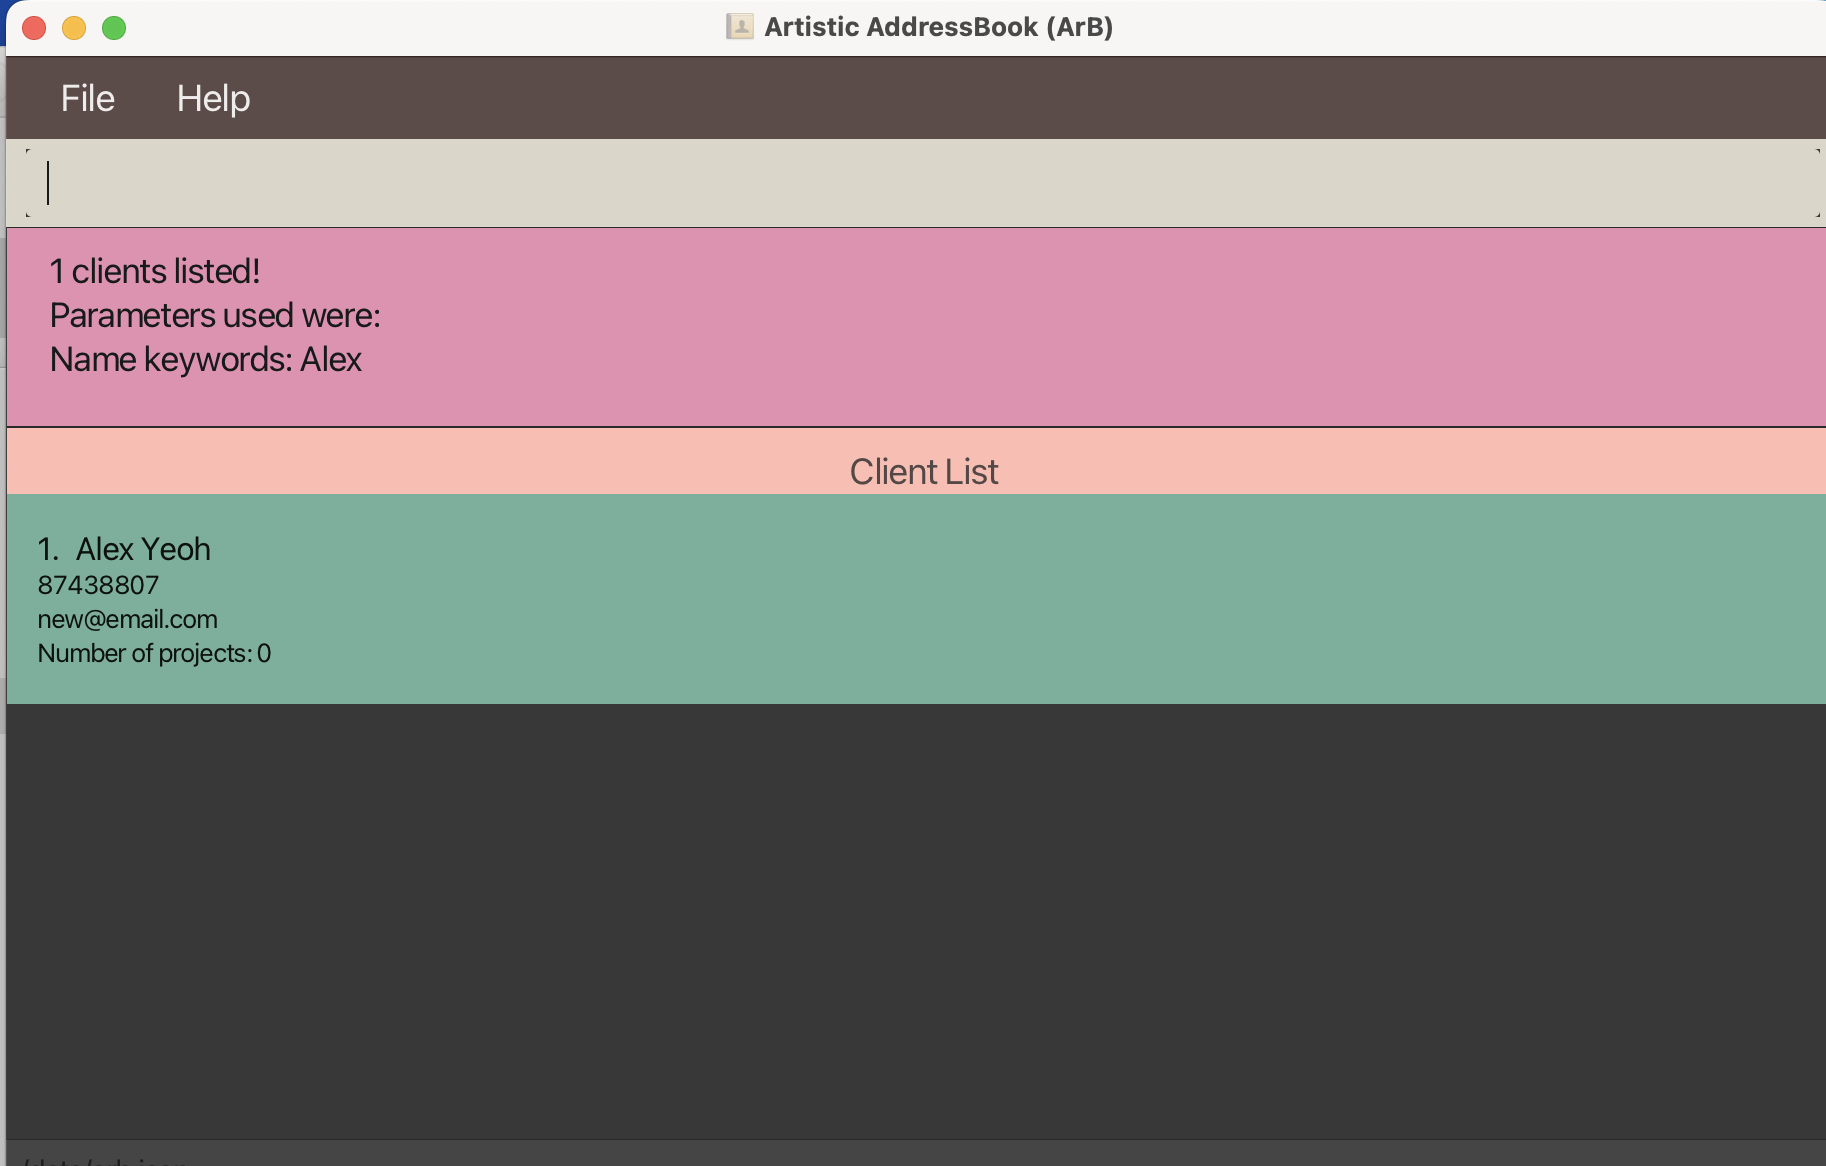 Artistic AddressBook (ArB)
File Help
1 clients listed!
Parameters used were:
Name keywords: Alex
Client List
1. Alex Yeoh
87438807
new@email.com
Number of projects: 0